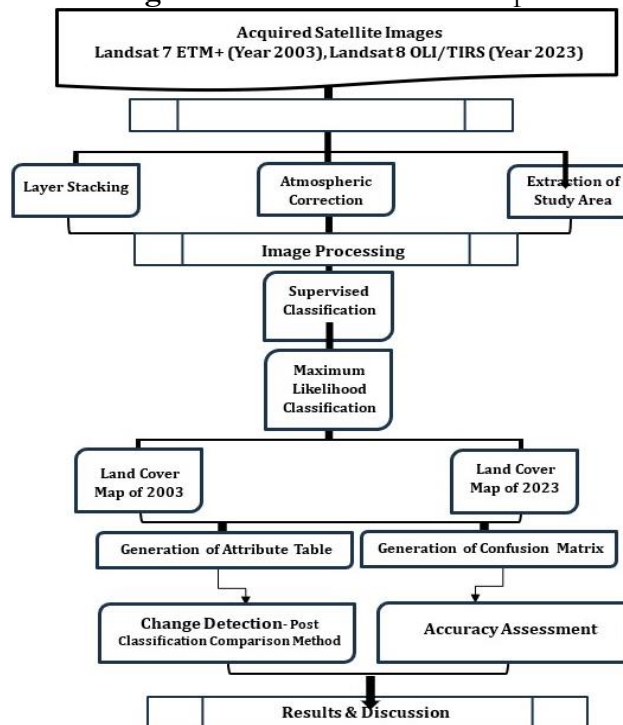 Acquired Satellite Images
Landsat 7 ETM+ (Year 2003), Landsat 8 OLI/TIRS (Year 2023)
Layer Stacking
Atmospheric
Correction
Extraction of
Study Area
Image Processing
Supervised
Classification
Maximum
Likelihood
Classification
Land Cover
Map of 2003
Land Cover
Map of 2023
Generation of Attribute Table
Generation of Confusion Matrix
Change Detection- Post
Classification Comparison Method
Accuracy Assessment
Results & Discussion